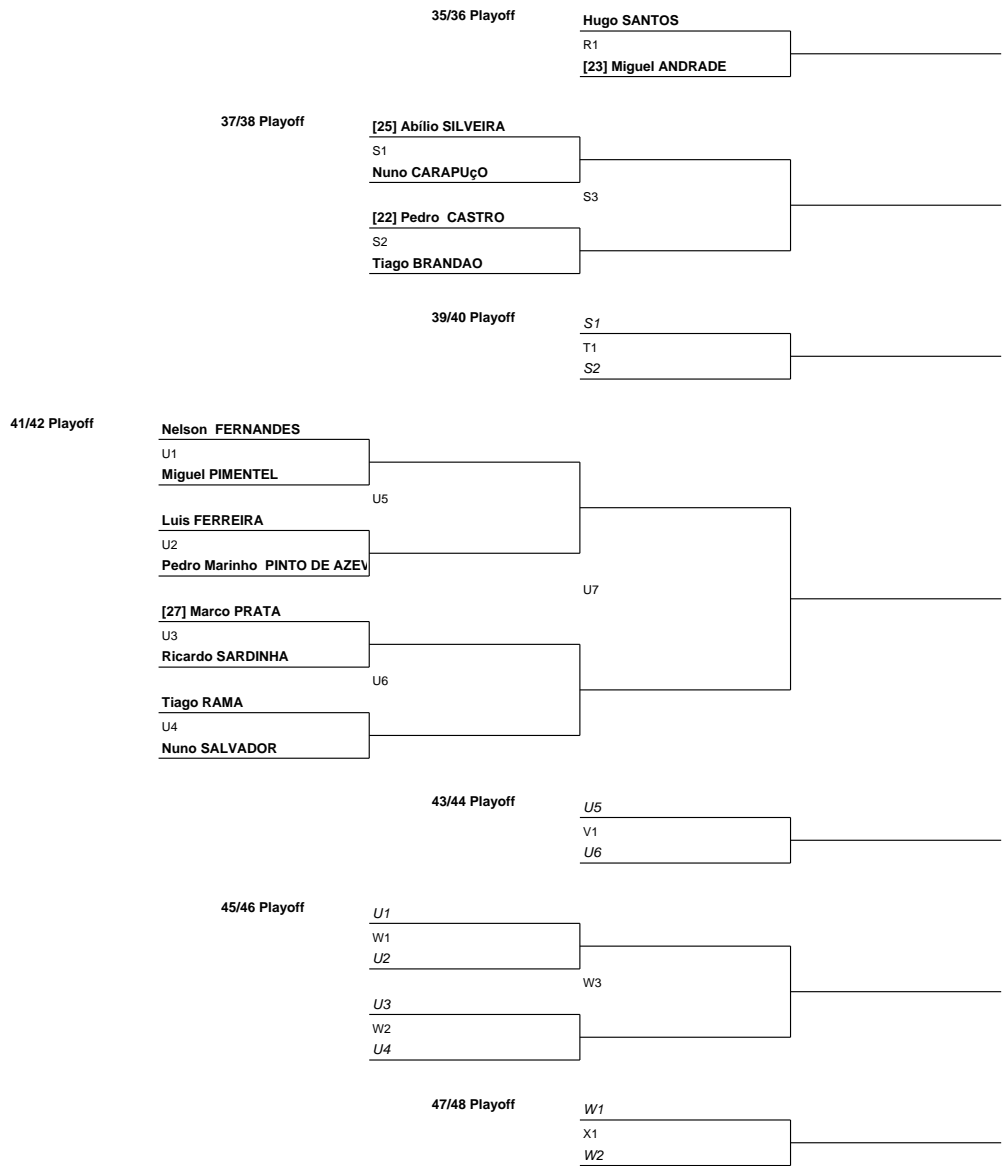 35/36 Playoff
Hugo SANTOS
R1
[23] Miguel ANDRADE
37/38 Playoff
[25] Abílio SILVEIRA
S1
Nuno CARAPUçO
S3
[22] Pedro  CASTRO
S2
Tiago BRANDAO
39/40 Playoff
S1
T1
S2
41/42 Playoff
Nelson  FERNANDES
U1
Miguel PIMENTEL
U5
Luis FERREIRA
U2
Pedro Marinho  PINTO DE AZEV
U7
[27] Marco PRATA
U3
Ricardo SARDINHA
U6
Tiago RAMA
U4
Nuno SALVADOR
43/44 Playoff
U5
V1
U6
45/46 Playoff
U1
W1
U2
W3
U3
W2
U4
47/48 Playoff
W1
X1
W2